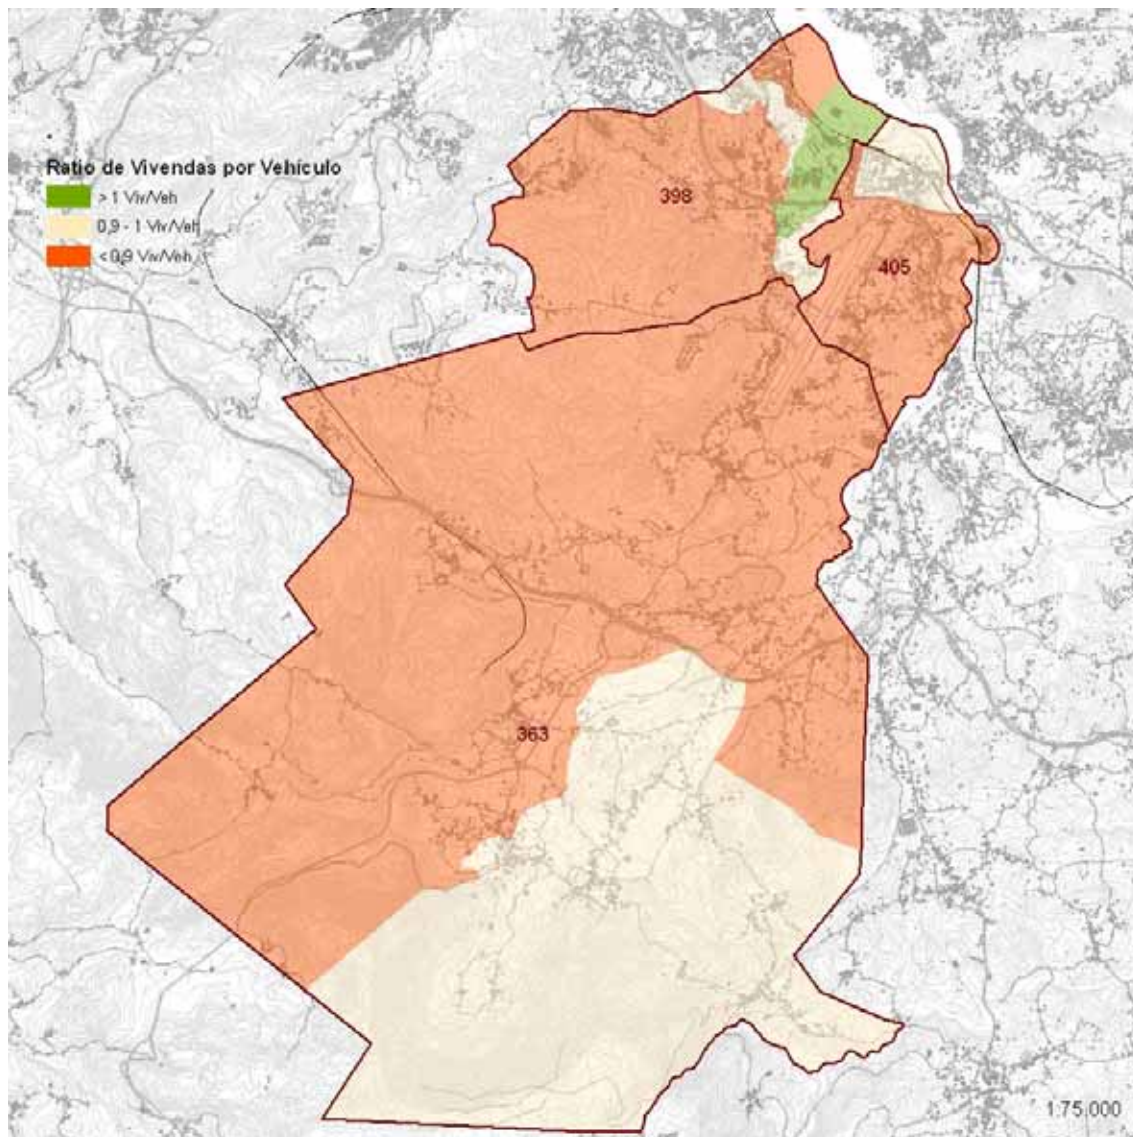 Ratio de Vivendas por Vehículo
> 1 Viv/Veh
0,9 - 1 Viv/Veh
< 0,9 Viv/Veh
398
405
363
1:75.000